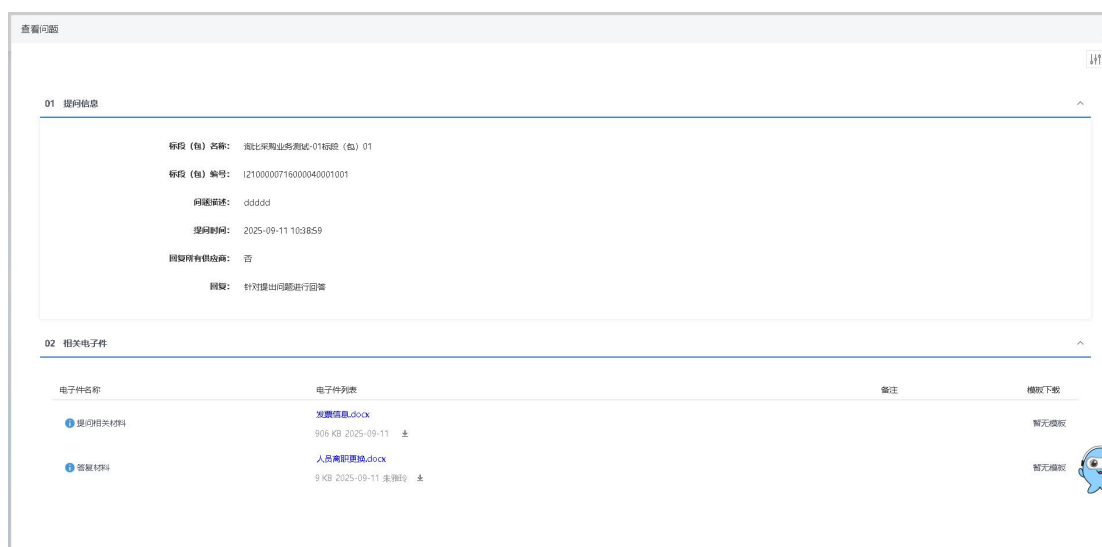 查看问题
01 提问信息
标段（包）名称： 询比采购业务测试-01标段（包）01
标段（包）编号： I2100000716000040001001
问题描述： ddddd
提问时间： 2025-09-11 10:38:59
回复所有供应商： 否
回复： 针对提出问题进行回答
02 相关电子件
电子件名称 电子件列表 备注 模板下载
提问相关材料 发票信息.docx 暂无模板
906 KB 2025-09-11
答复材料 人员离职更换.docx 暂无模板
9 KB 2025-09-11 朱雅玲